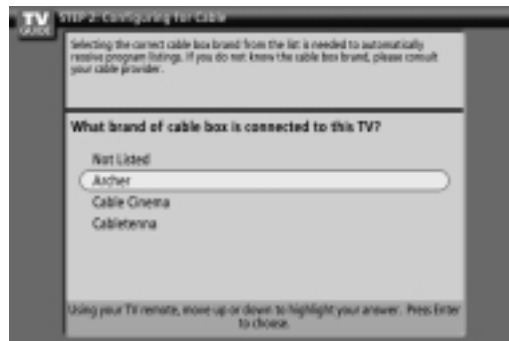 TV
GUIDE
STEP 2: Configuring for Cable
Selecting the correct cable box brand from the list is needed to automatically
receive program listings. If you do not know the cable box brand, please consult
your cable provider.
What brand of cable box is connected to this TV?
Not Listed
Archer
Cable Cinema
Cabletenna
Using your TV remote, move up or down to highlight your answer. Press Enter
to choose.